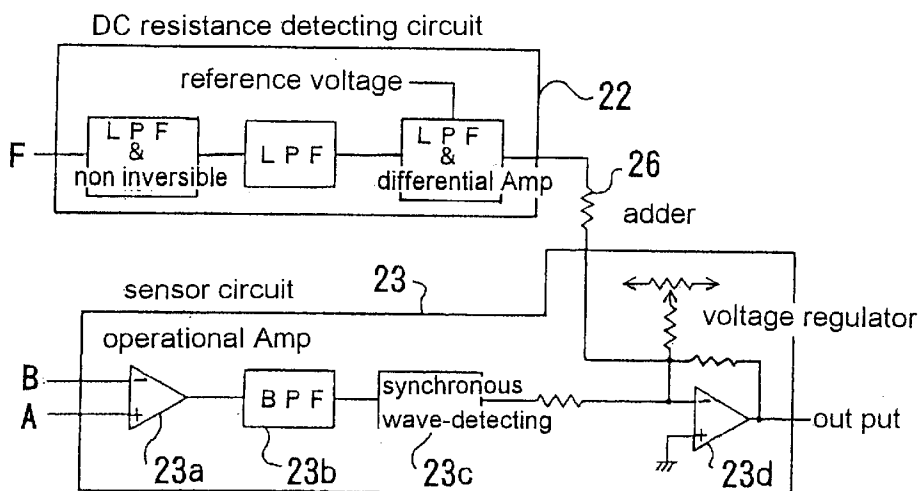 DC resistance detecting circuit
reference voltage
22
F
L P F
&
non inversible
L P F
L P F
&
differential Amp
26
adder
sensor circuit
23
voltage regulator
operational Amp
B
-
A
+
23a
B P F
23b
synchronous
wave-detecting
23c
-
+
23d
out put